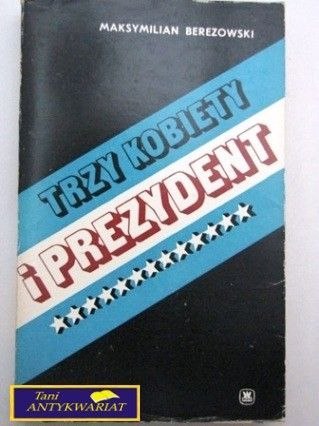 MAKSYMILIAN BEREZOWSKI
TRZY KOBIETY
i PREZYDENT
Tani
ANTYKWARIAT